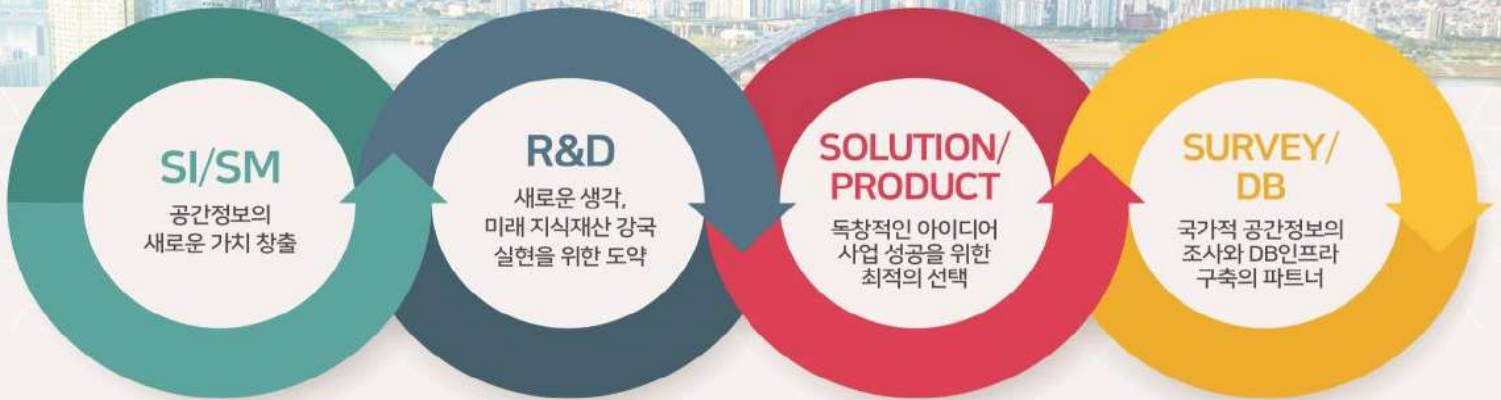 SI/SM
공간정보의
새로운 가치 창출
R&D
새로운 생각,
미래 지식재산 강국
실현을 위한 도약
SOLUTION/
PRODUCT
독창적인 아이디어
사업 성공을 위한
최적의 선택
SURVEY/
DB
국가적 공간정보의
조사와 DB인프라
구축의 파트너